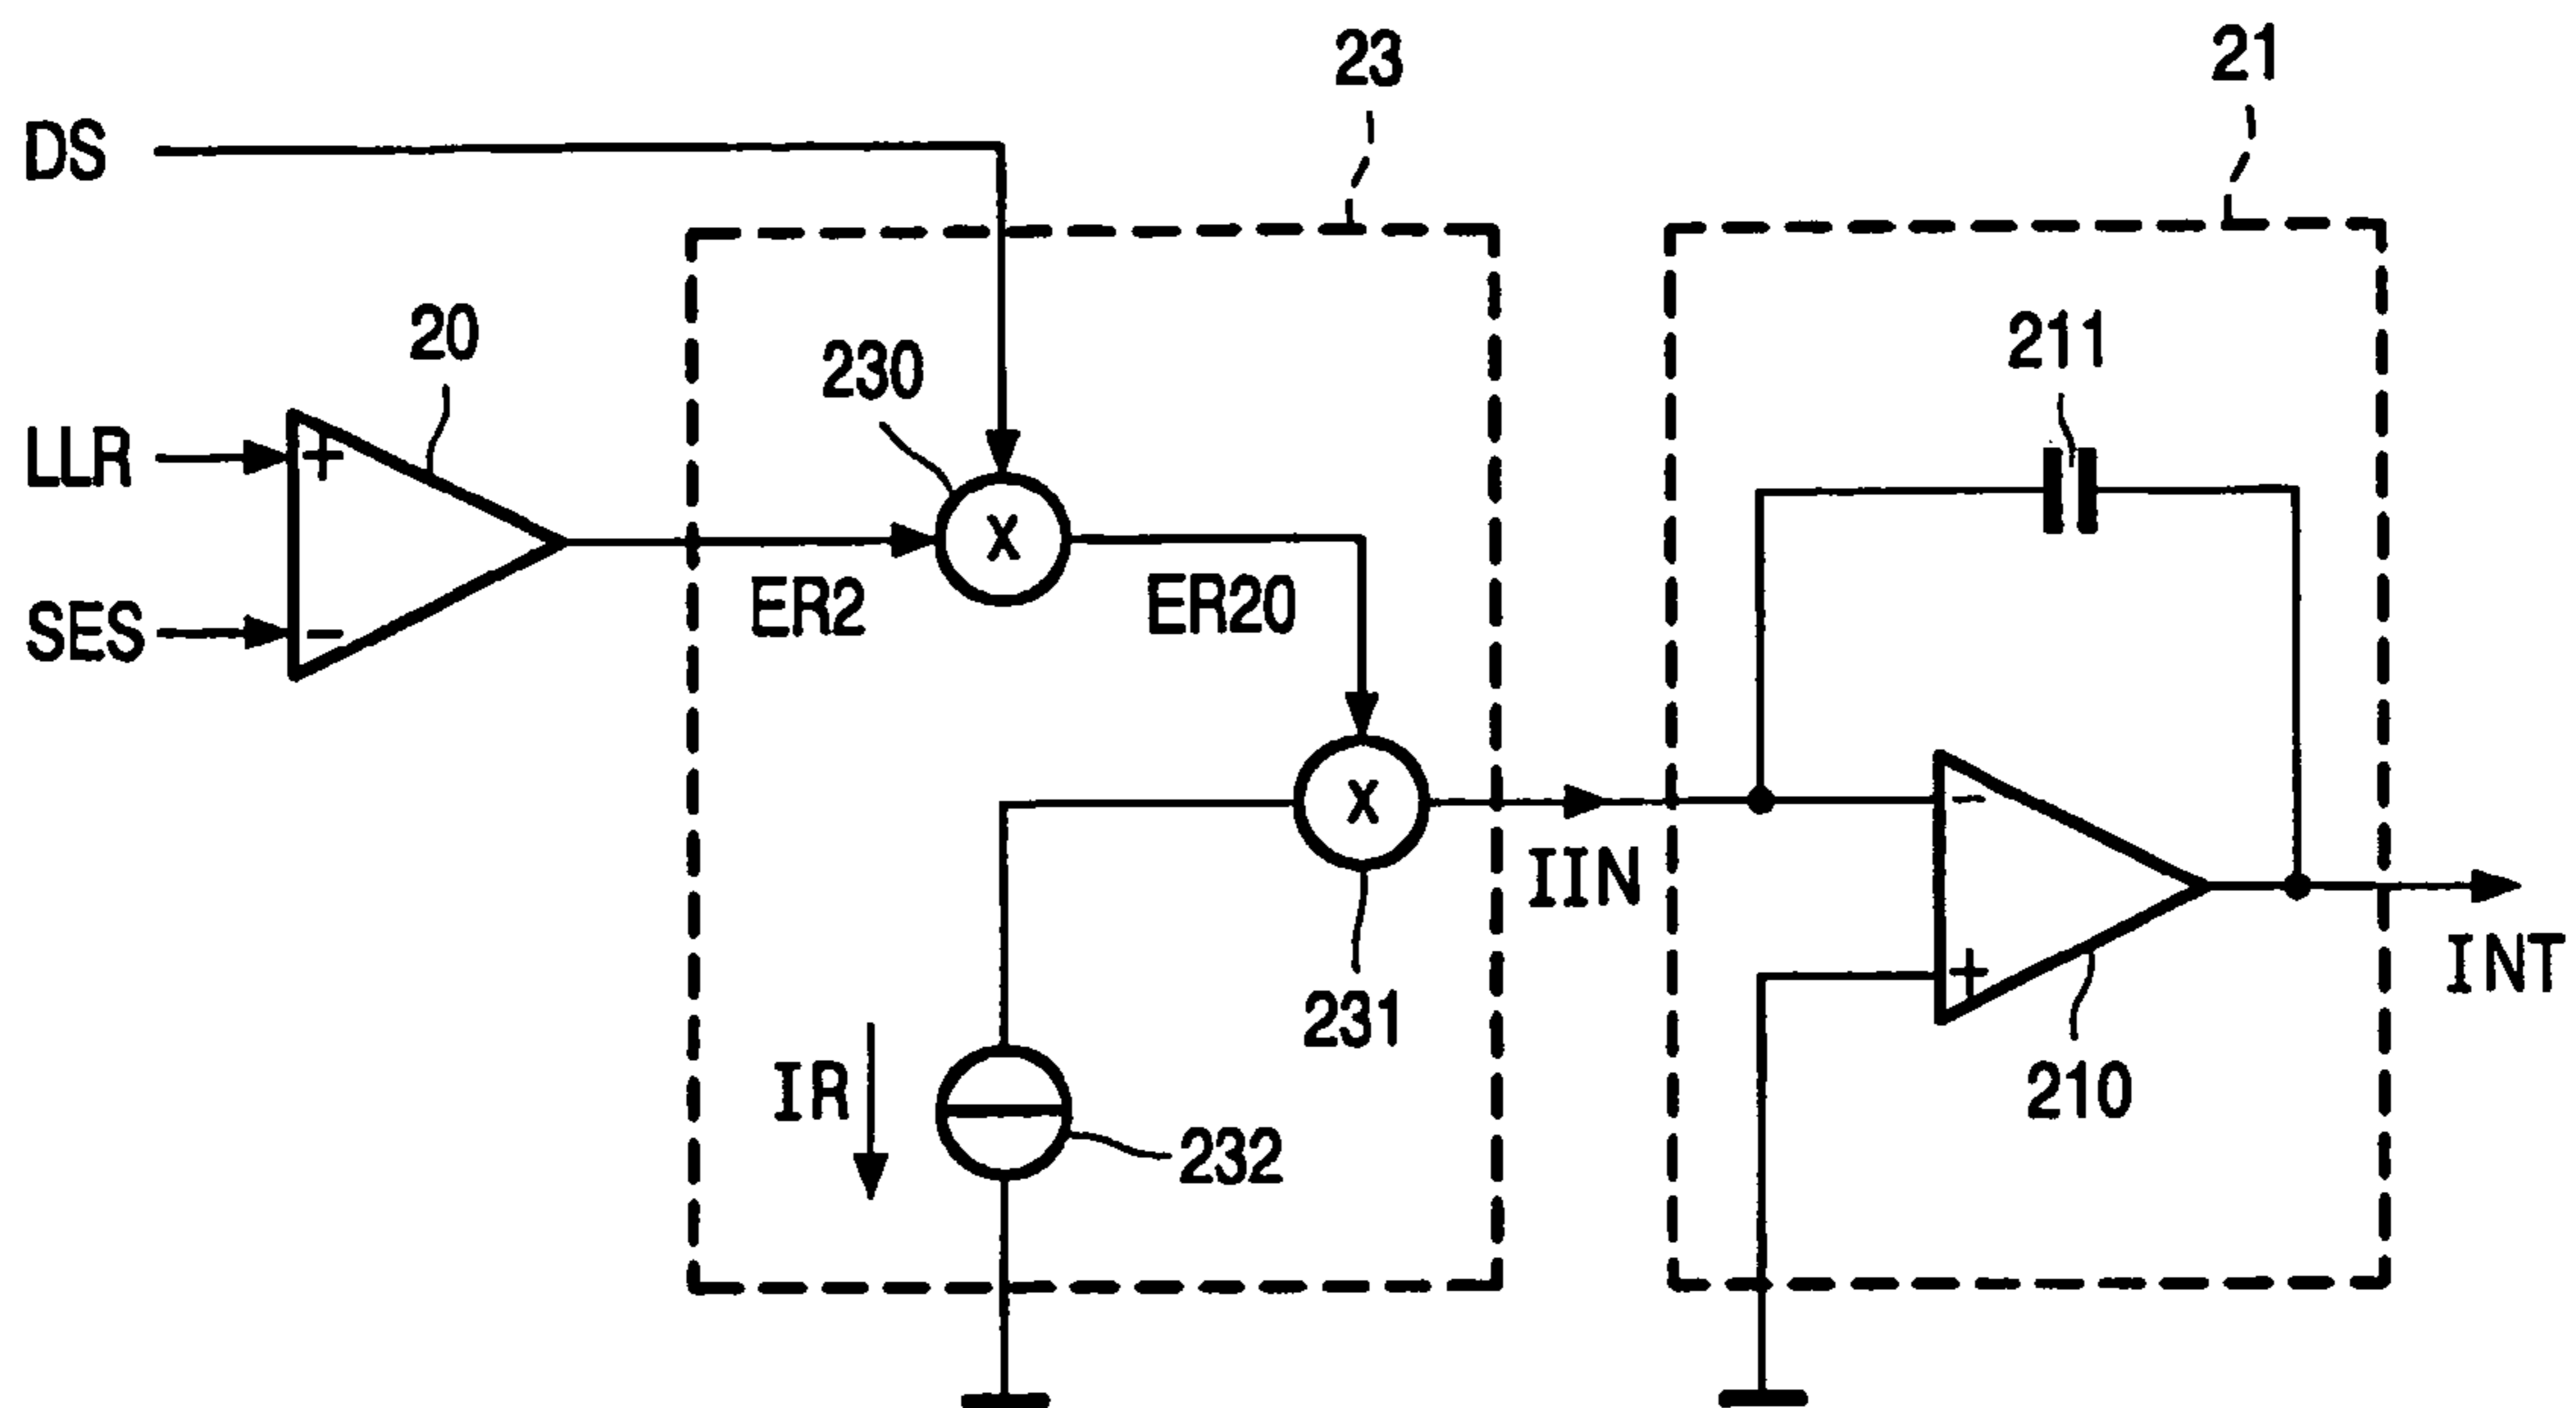 23
21
DS
20
230
211
LLR
+
X
SES
−
ER2
ER20
X
−
IIN
IR
231
+
INT
232
210